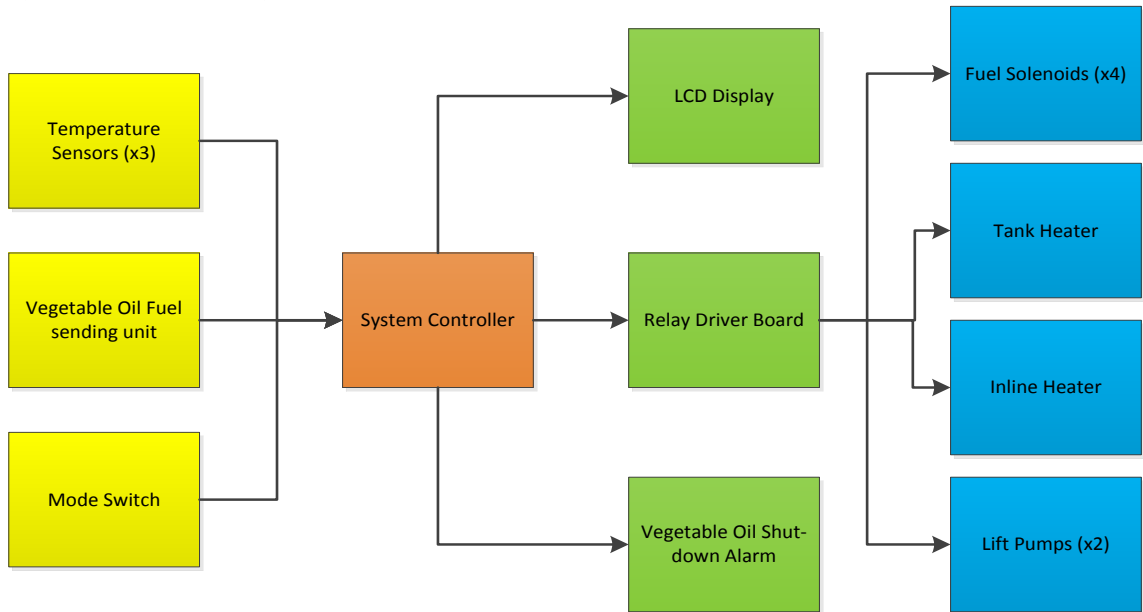 Temperature
Sensors (x3)
Vegetable Oil Fuel
sending unit
Mode Switch
System Controller
LCD Display
Relay Driver Board
Vegetable Oil Shut-
down Alarm
Fuel Solenoids (x4)
Tank Heater
Inline Heater
Lift Pumps (x2)